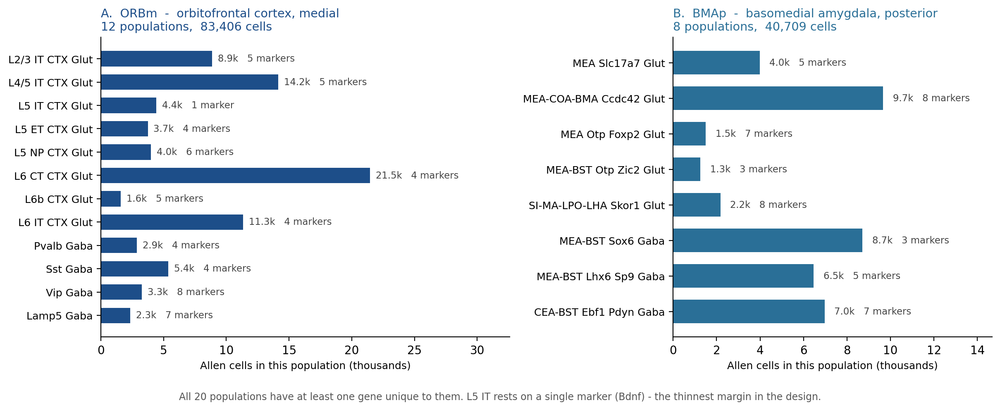 A.  ORBm  -  orbitofrontal cortex, medial
12 populations,  83,406 cells
L2/3 IT CTX Glut 8.9k   5 markers
L4/5 IT CTX Glut 14.2k   5 markers
L5 IT CTX Glut 4.4k   1 marker
L5 ET CTX Glut 3.7k   4 markers
L5 NP CTX Glut 4.0k   6 markers
L6 CT CTX Glut 21.5k   4 markers
L6b CTX Glut 1.6k   5 markers
L6 IT CTX Glut 11.3k   4 markers
Pvalb Gaba 2.9k   4 markers
Sst Gaba 5.4k   4 markers
Vip Gaba 3.3k   8 markers
Lamp5 Gaba 2.3k   7 markers
0 5 10 15 20 25 30
Allen cells in this population (thousands)
B.  BMAp  -  basomedial amygdala, posterior
8 populations,  40,709 cells
MEA Slc17a7 Glut 4.0k   5 markers
MEA-COA-BMA Ccdc42 Glut 9.7k   8 markers
MEA Otp Foxp2 Glut 1.5k   7 markers
MEA-BST Otp Zic2 Glut 1.3k   3 markers
SI-MA-LPO-LHA Skor1 Glut 2.2k   8 markers
MEA-BST Sox6 Gaba 8.7k   3 markers
MEA-BST Lhx6 Sp9 Gaba 6.5k   5 markers
CEA-BST Ebf1 Pdyn Gaba 7.0k   7 markers
0 2 4 6 8 10 12 14
Allen cells in this population (thousands)
All 20 populations have at least one gene unique to them. L5 IT rests on a single marker (Bdnf) - the thinnest margin in the design.